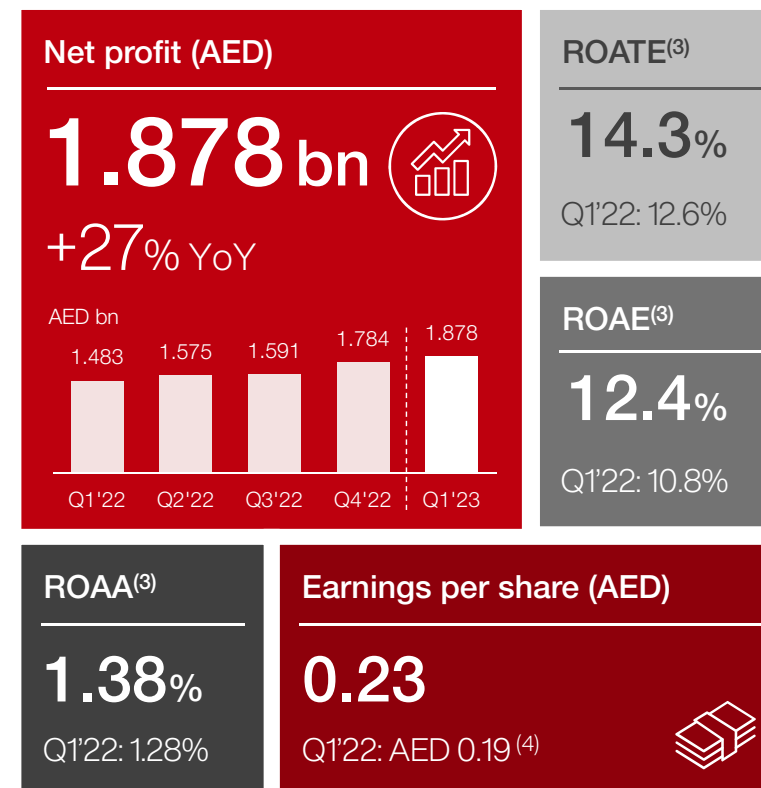 Net profit (AED)
1.878 bn
+27% YoY
AED bn
1.483 1.575 1.591 1.784 1.878
Q1'22 Q2'22 Q3'22 Q4'22 Q1'23
ROATE(3)
14.3%
Q1'22: 12.6%
ROAE(3)
12.4%
Q1'22: 10.8%
ROAA(3)
1.38%
Q1'22: 1.28%
Earnings per share (AED)
0.23
Q1'22: AED 0.19 (4)